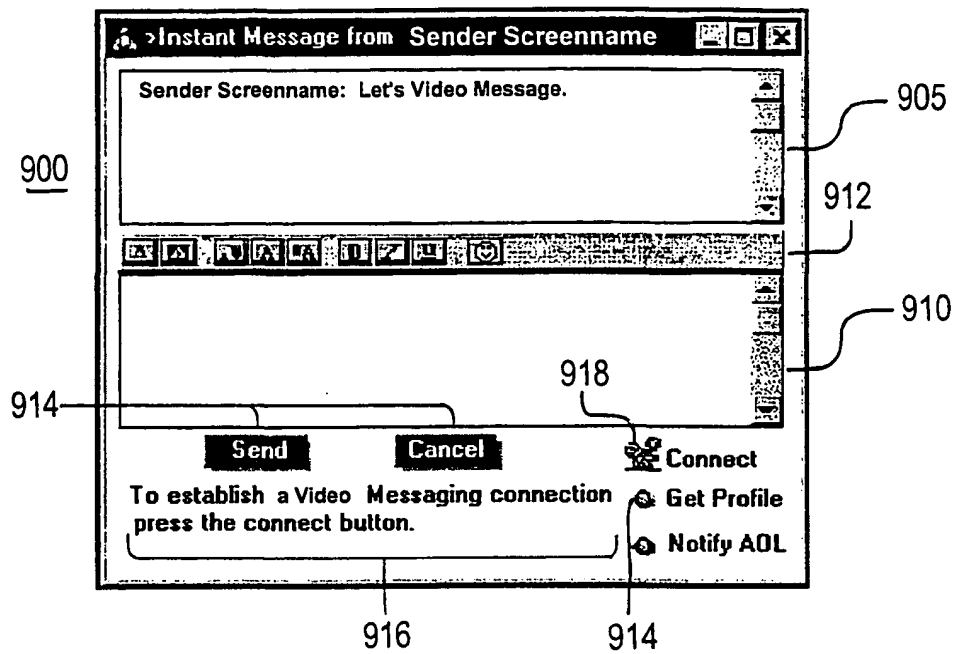 >Instant Message from Sender Screenname
Sender Screenname: Let's Video Message.
905
900
912
910
918
914
Send Cancel Connect
To establish a Video Messaging connection
press the connect button.
Get Profile
Notify AOL
916
914